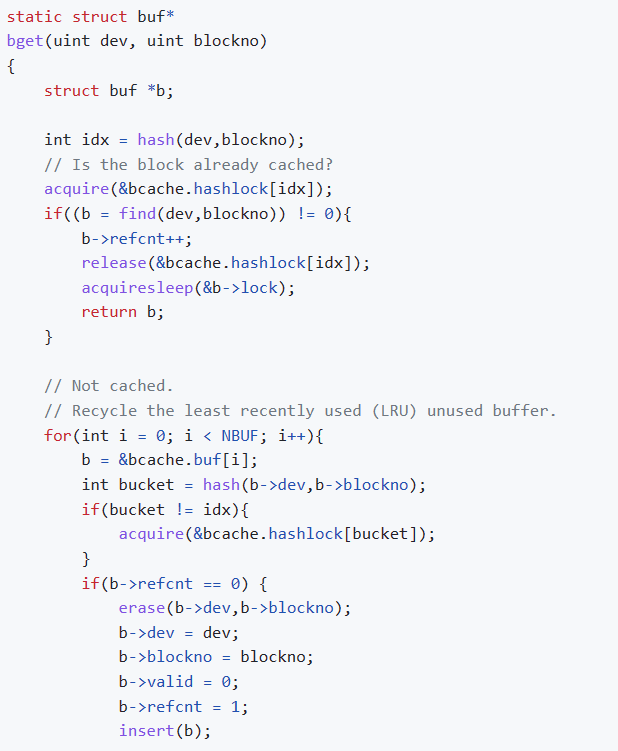 static struct buf*
bget(uint dev, uint blockno)
{
    struct buf *b;

    int idx = hash(dev,blockno);
    // Is the block already cached?
    acquire(&bcache.hashlock[idx]);
    if((b = find(dev,blockno)) != 0){
        b->refcnt++;
        release(&bcache.hashlock[idx]);
        acquiresleep(&b->lock);
        return b;
    }

    // Not cached.
    // Recycle the least recently used (LRU) unused buffer.
    for(int i = 0; i < NBUF; i++){
        b = &bcache.buf[i];
        int bucket = hash(b->dev,b->blockno);
        if(bucket != idx){
            acquire(&bcache.hashlock[bucket]);
        }
        if(b->refcnt == 0) {
            erase(b->dev,b->blockno);
            b->dev = dev;
            b->blockno = blockno;
            b->valid = 0;
            b->refcnt = 1;
            insert(b);